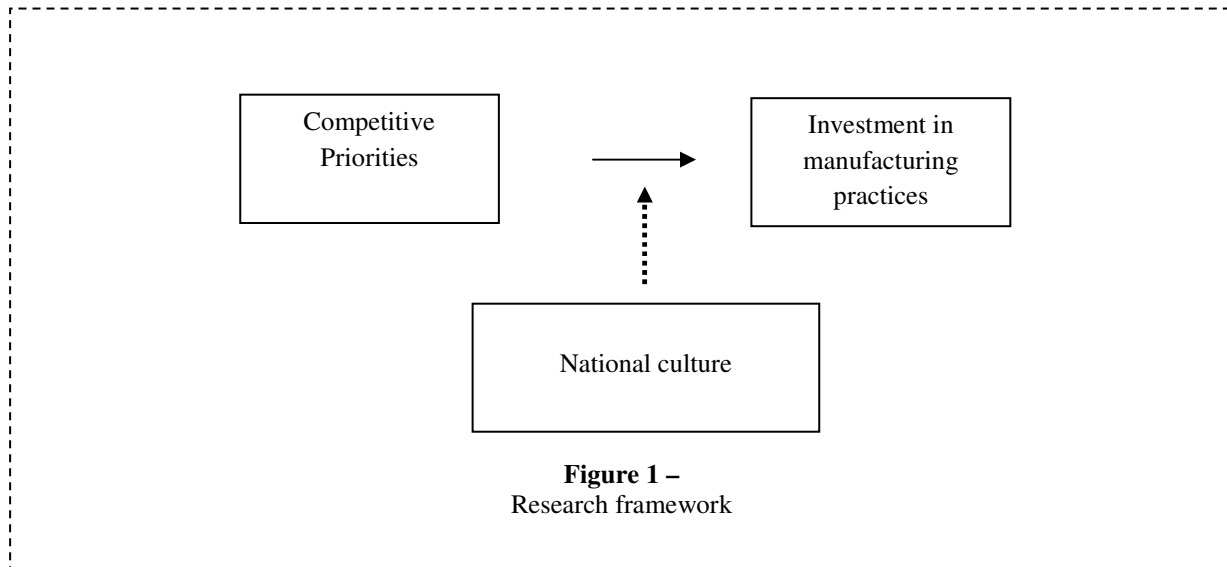 Competitive
Priorities
Investment in
manufacturing
practices
National culture
Figure 1 –
Research framework